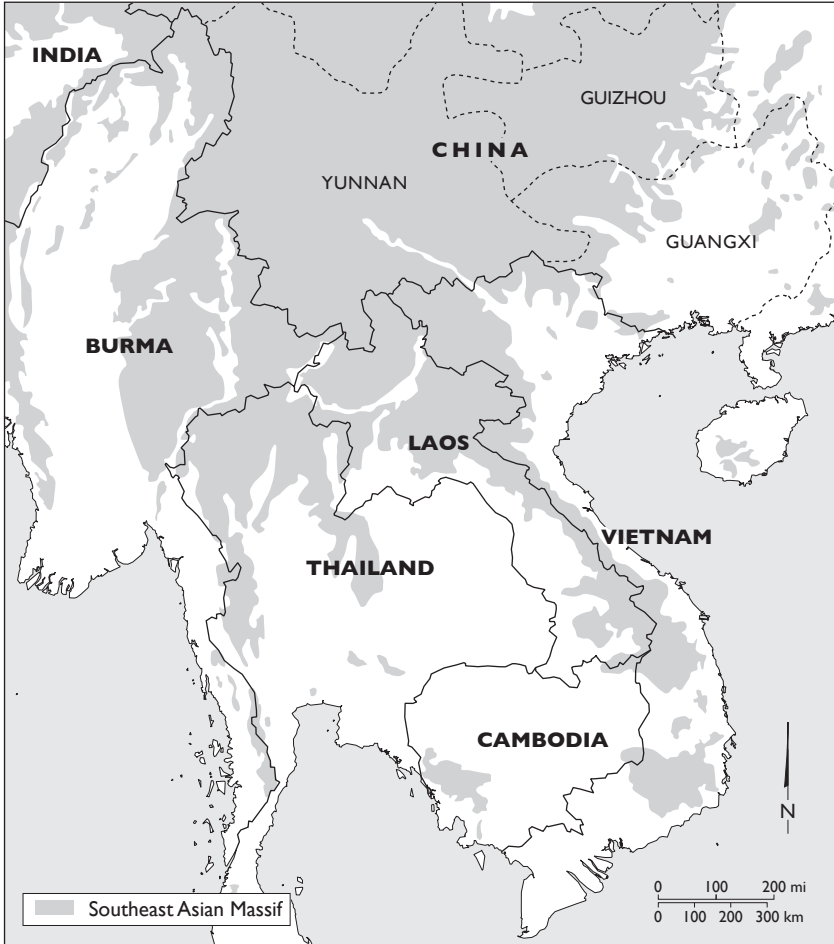 INDIA
GUIZHOU
CHINA
YUNNAN
GUANGXI
BURMA
LAOS
VIETNAM
THAILAND
CAMBODIA
N
0 100 200 mi
0 100 200 300 km
Southeast Asian Massif